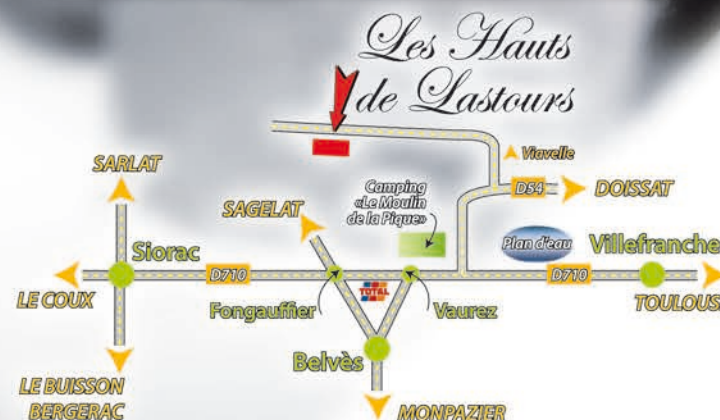 Les Hauts
de Lastours
Viavelle
SARLAT
Camping
«Le Moulin
de la Pique»
D54
DOISSAT
SAGELAT
Siorac
Plan d'eau
Villefranche
D710
D710
LE COUX
TOTAL
TOULOUS
Fongauffier
Vaurez
Belvès
LE BUISSON
BERGERAC
MONPAZIER